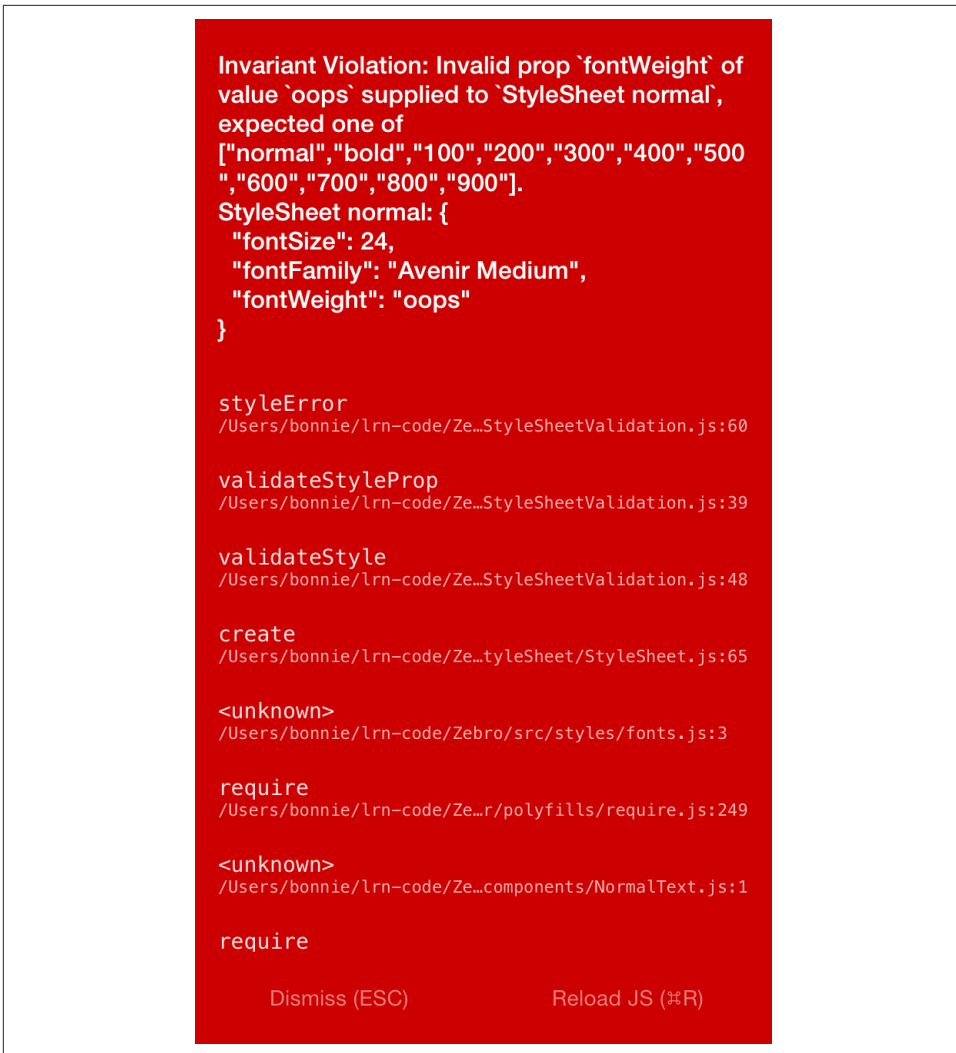 Invariant Violation: Invalid prop `fontWeight` of
value `oops` supplied to `StyleSheet normal`,
expected one of
["normal","bold","100","200","300","400","500
","600","700","800","900"].
StyleSheet normal: {
  "fontSize": 24,
  "fontFamily": "Avenir Medium",
  "fontWeight": "oops"
}
styleError
/Users/bonnie/lrn-code/Ze…StyleSheetValidation.js:60
validateStyleProp
/Users/bonnie/lrn-code/Ze…StyleSheetValidation.js:39
validateStyle
/Users/bonnie/lrn-code/Ze…StyleSheetValidation.js:48
create
/Users/bonnie/lrn-code/Ze…tyleSheet/StyleSheet.js:65
<unknown>
/Users/bonnie/lrn-code/Zebro/src/styles/fonts.js:3
require
/Users/bonnie/lrn-code/Ze…r/polyfills/require.js:249
<unknown>
/Users/bonnie/lrn-code/Ze…components/NormalText.js:1
require
Dismiss (ESC) Reload JS (⌘R)